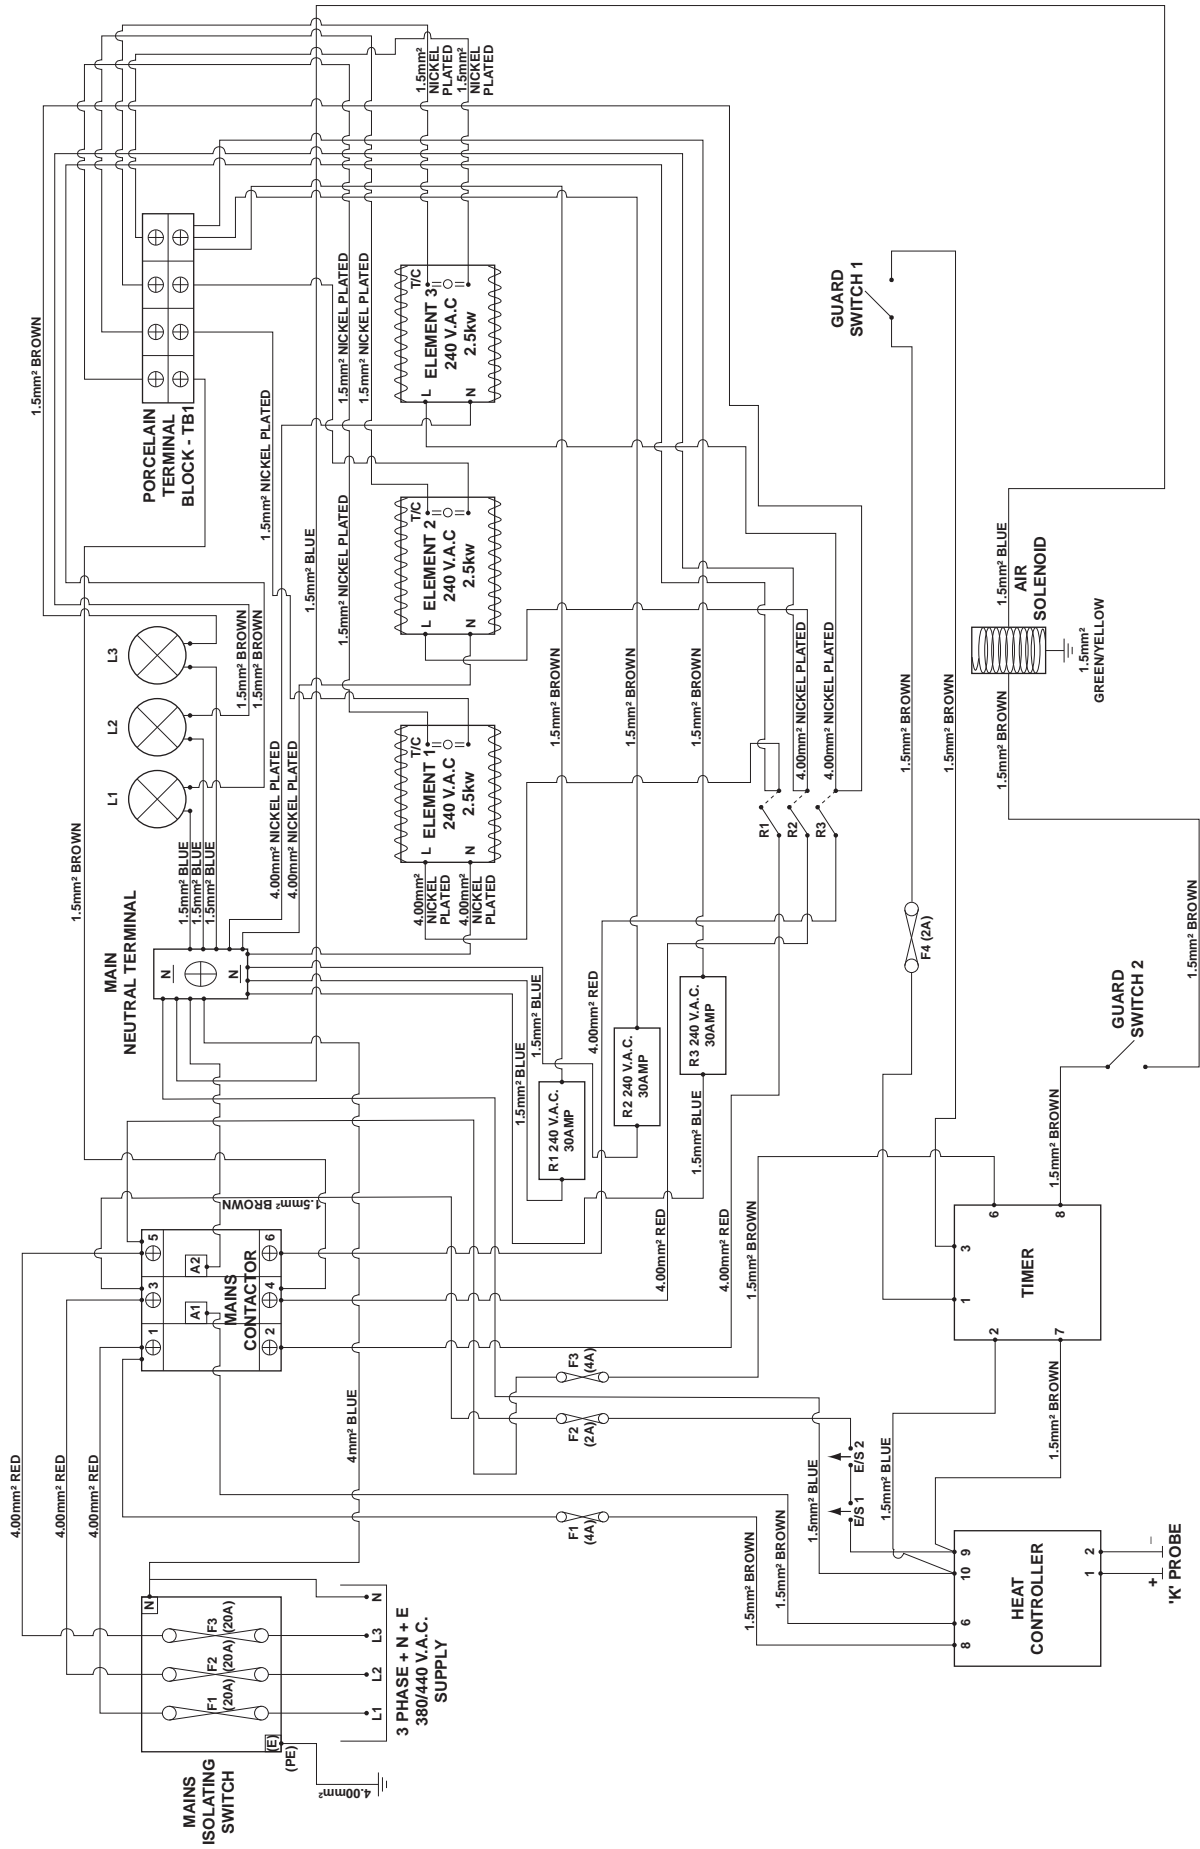 MAINS
ISOLATING
SWITCH
F1
(20A)
F2
(20A)
F3
(20A)
N
(E)
(PE)
4.00mm²
L1
L2
L3
N
3 PHASE + N + E
380/440 V.A.C.
SUPPLY
4.00mm² RED
4.00mm² RED
4.00mm² RED
4mm² BLUE
1
3
5
A1
A2
MAINS
CONTACTOR
2
4
6
1.5mm² BROWN
1.5mm² BROWN
MAIN
NEUTRAL TERMINAL
N
N
1.5mm² BLUE
1.5mm² BLUE
1.5mm² BLUE
L1
L2
L3
1.5mm² BROWN
1.5mm² BROWN
4.00mm² NICKEL PLATED
4.00mm² NICKEL PLATED
1.5mm² BROWN
PORCELAIN
TERMINAL
BLOCK - TB1
1.5mm² NICKEL PLATED
1.5mm² BLUE
1.5mm² NICKEL PLATED
1.5mm² NICKEL PLATED
1.5mm² NICKEL PLATED
4.00mm²
NICKEL
PLATED
4.00mm²
NICKEL
PLATED
L
N
T/C
ELEMENT 1
240 V.A.C
2.5kw
L
N
T/C
ELEMENT 2
240 V.A.C
2.5kw
L
N
T/C
ELEMENT 3
240 V.A.C
2.5kw
1.5mm²
NICKEL
PLATED
1.5mm²
NICKEL
PLATED
1.5mm² BLUE
1.5mm² BLUE
R1 240 V.A.C.
30AMP
4.00mm² RED
R2 240 V.A.C.
30AMP
R3 240 V.A.C.
30AMP
1.5mm² BLUE
1.5mm² BROWN
1.5mm² BROWN
1.5mm² BROWN
4.00mm² RED
4.00mm² RED
1.5mm² BROWN
R1
R2
R3
4.00mm² NICKEL PLATED
4.00mm² NICKEL PLATED
F1
(4A)
F2
(2A)
F3
(4A)
E/S 1
E/S 2
1.5mm² BROWN
1.5mm² BROWN
1.5mm² BLUE
1.5mm² BLUE
1.5mm² BROWN
8
6
10
9
HEAT
CONTROLLER
1
2
+
–
'K' PROBE
2
7
1
3
6
8
TIMER
1.5mm² BROWN
GUARD
SWITCH 2
1.5mm² BROWN
F4 (2A)
1.5mm² BROWN
1.5mm² BROWN
GUARD
SWITCH 1
1.5mm² BROWN
AIR
SOLENOID
1.5mm² BLUE
1.5mm²
GREEN/YELLOW